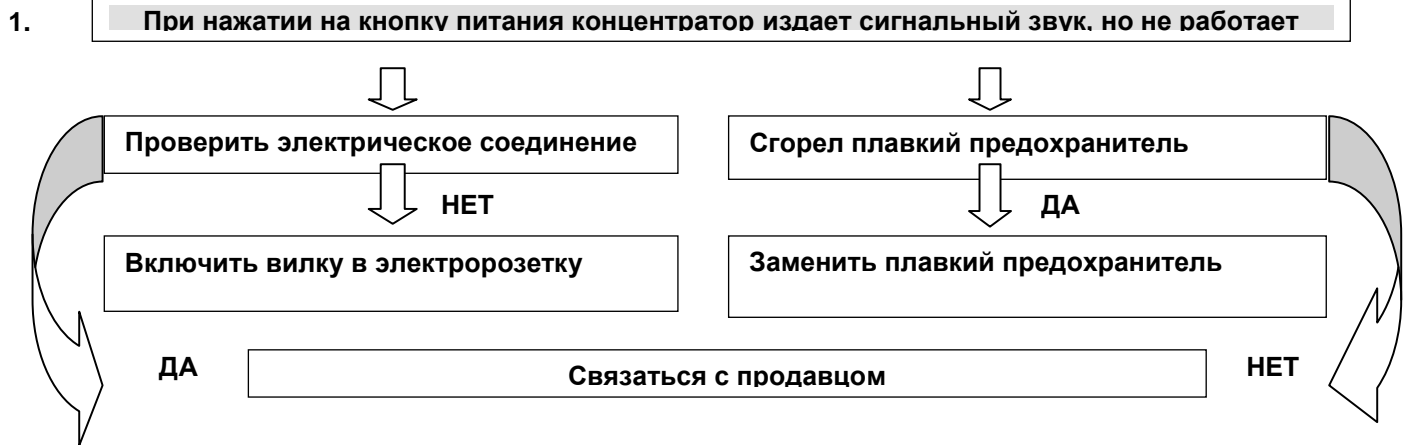 1. При нажатии на кнопку питания концентратор издает сигнальный звук, но не работает
Проверить электрическое соединение Сгорел плавкий предохранитель
НЕТ ДА
Включить вилку в электророзетку Заменить плавкий предохранитель
ДА Связаться с продавцом НЕТ